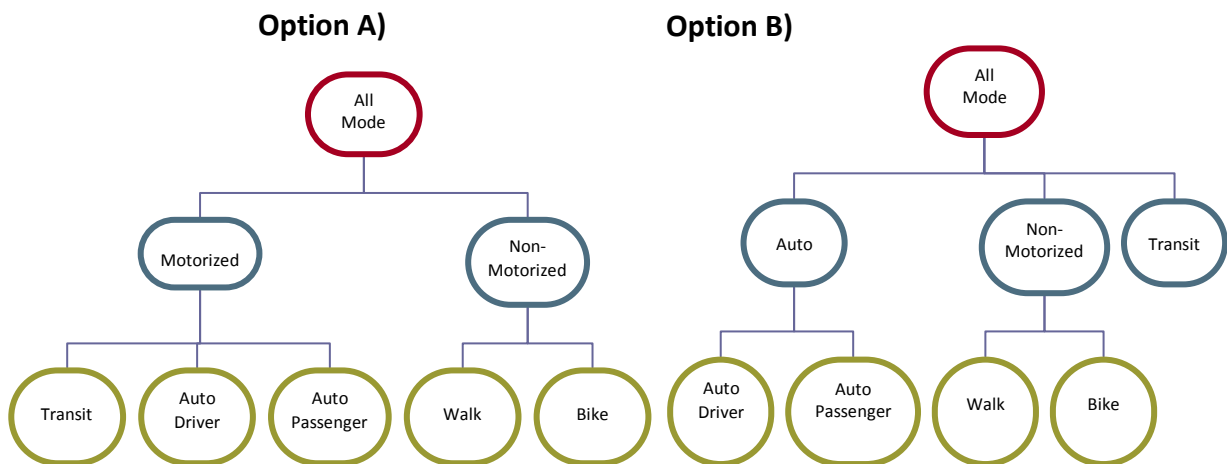 Option A)
All
Mode
Motorized
Non-
Motorized
Transit
Auto
Driver
Auto
Passenger
Walk
Bike
Option B)
All
Mode
Auto
Non-
Motorized
Transit
Auto
Driver
Auto
Passenger
Walk
Bike